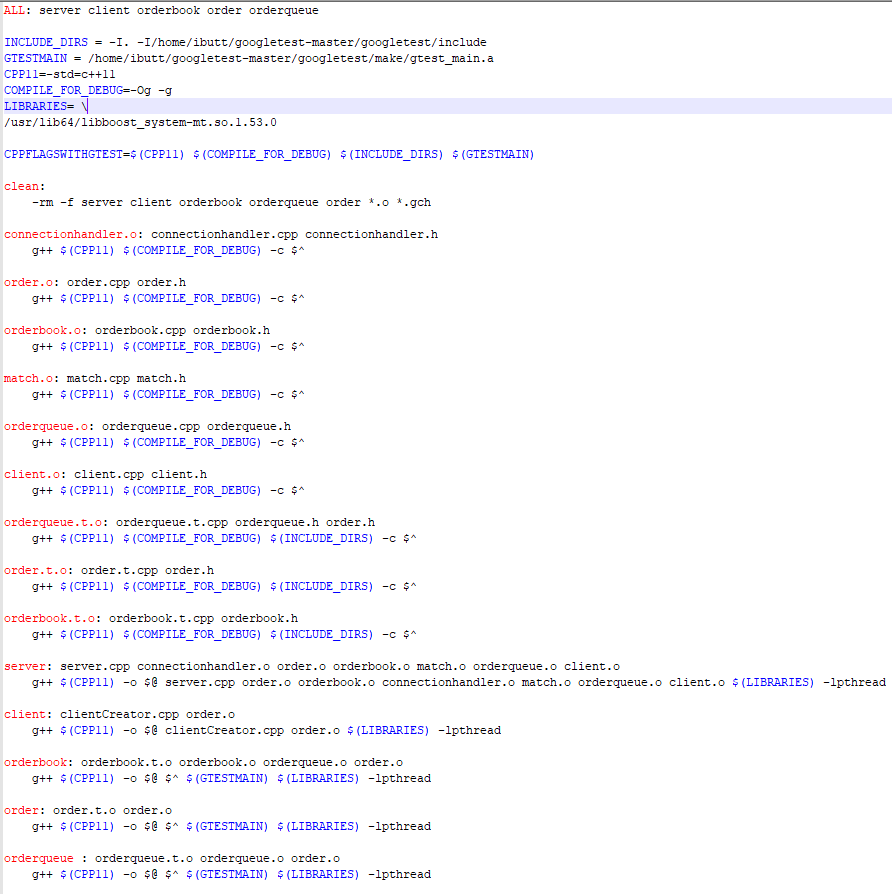 ALL: server client orderbook order orderqueue
INCLUDE_DIRS = -I. -I/home/ibutt/googletest-master/googletest/include
GTESTMAIN = /home/ibutt/googletest-master/googletest/make/gtest_main.a
CPP11=-std=c++11
COMPILE_FOR_DEBUG=-Og -g
LIBRARIES= \
/usr/lib64/libboost_system-mt.so.1.53.0
CPPFLAGSWITHGTEST=$(CPP11) $(COMPILE_FOR_DEBUG) $(INCLUDE_DIRS) $(GTESTMAIN)
clean:
    -rm -f server client orderbook orderqueue order *.o *.gch
connectionhandler.o: connectionhandler.cpp connectionhandler.h
    g++ $(CPP11) $(COMPILE_FOR_DEBUG) -c $^
order.o: order.cpp order.h
    g++ $(CPP11) $(COMPILE_FOR_DEBUG) -c $^
orderbook.o: orderbook.cpp orderbook.h
    g++ $(CPP11) $(COMPILE_FOR_DEBUG) -c $^
match.o: match.cpp match.h
    g++ $(CPP11) $(COMPILE_FOR_DEBUG) -c $^
orderqueue.o: orderqueue.cpp orderqueue.h
    g++ $(CPP11) $(COMPILE_FOR_DEBUG) -c $^
client.o: client.cpp client.h
    g++ $(CPP11) $(COMPILE_FOR_DEBUG) -c $^
orderqueue.t.o: orderqueue.t.cpp orderqueue.h order.h
    g++ $(CPP11) $(COMPILE_FOR_DEBUG) $(INCLUDE_DIRS) -c $^
order.t.o: order.t.cpp order.h
    g++ $(CPP11) $(COMPILE_FOR_DEBUG) $(INCLUDE_DIRS) -c $^
orderbook.t.o: orderbook.t.cpp orderbook.h
    g++ $(CPP11) $(COMPILE_FOR_DEBUG) $(INCLUDE_DIRS) -c $^
server: server.cpp connectionhandler.o order.o orderbook.o match.o orderqueue.o client.o
    g++ $(CPP11) -o $@ server.cpp order.o orderbook.o connectionhandler.o match.o orderqueue.o client.o $(LIBRARIES) -lpthread
client: clientCreator.cpp order.o
    g++ $(CPP11) -o $@ clientCreator.cpp order.o $(LIBRARIES) -lpthread
orderbook: orderbook.t.o orderbook.o orderqueue.o order.o
    g++ $(CPP11) -o $@ $^ $(GTESTMAIN) $(LIBRARIES) -lpthread
order: order.t.o order.o
    g++ $(CPP11) -o $@ $^ $(GTESTMAIN) $(LIBRARIES) -lpthread
orderqueue : orderqueue.t.o orderqueue.o order.o
    g++ $(CPP11) -o $@ $^ $(GTESTMAIN) $(LIBRARIES) -lpthread